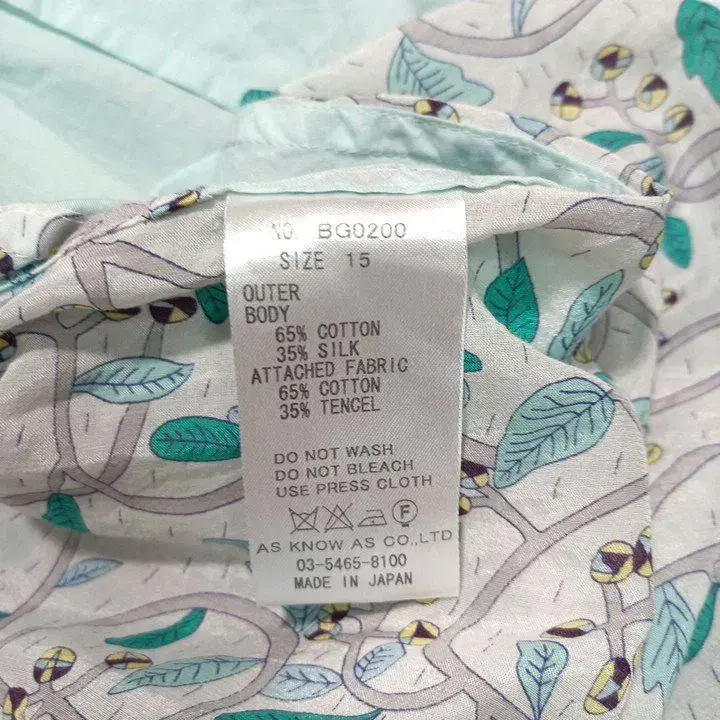 NO. BG0200
SIZE 15
OUTER
BODY
65% COTTON
35% SILK
ATTACHED FABRIC
65% COTTON
35% TENCEL
DO NOT WASH
DO NOT BLEACH
USE PRESS CLOTH
F
AS KNOW AS CO.,LTD
03-5465-8100
MADE IN JAPAN